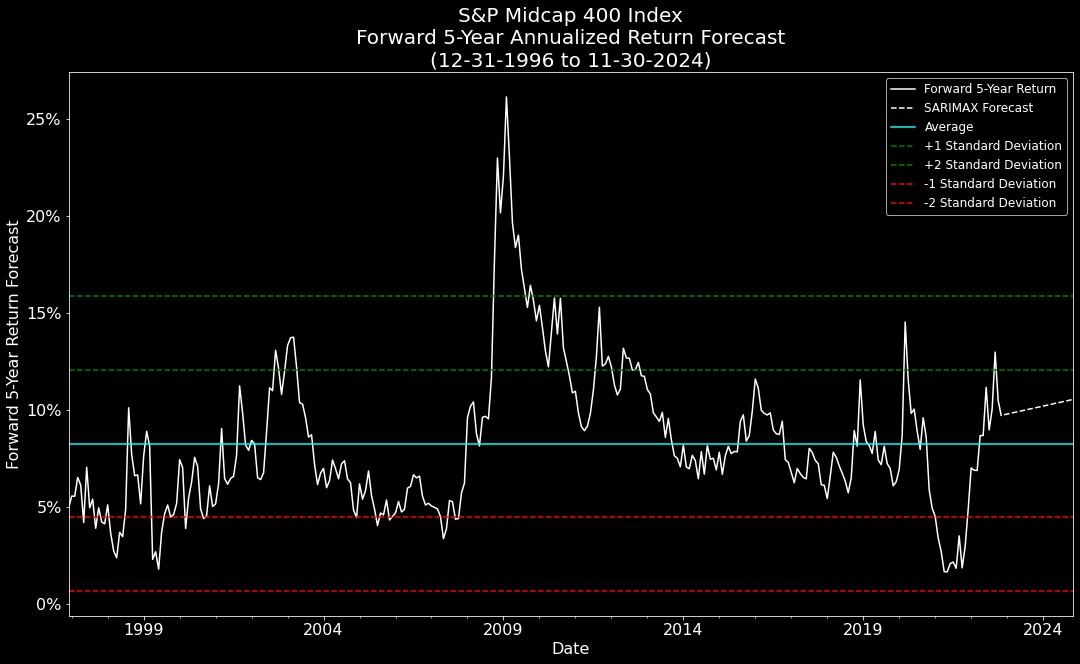 S&P Midcap 400 Index
Forward 5-Year Annualized Return Forecast
(12-31-1996 to 11-30-2024)
Forward 5-Year Return
SARIMAX Forecast
Average
+1 Standard Deviation
+2 Standard Deviation
-1 Standard Deviation
-2 Standard Deviation
Forward 5-Year Return Forecast
25%
20%
15%
10%
5%
0%
1999
2004
2009
2014
2019
2024
Date